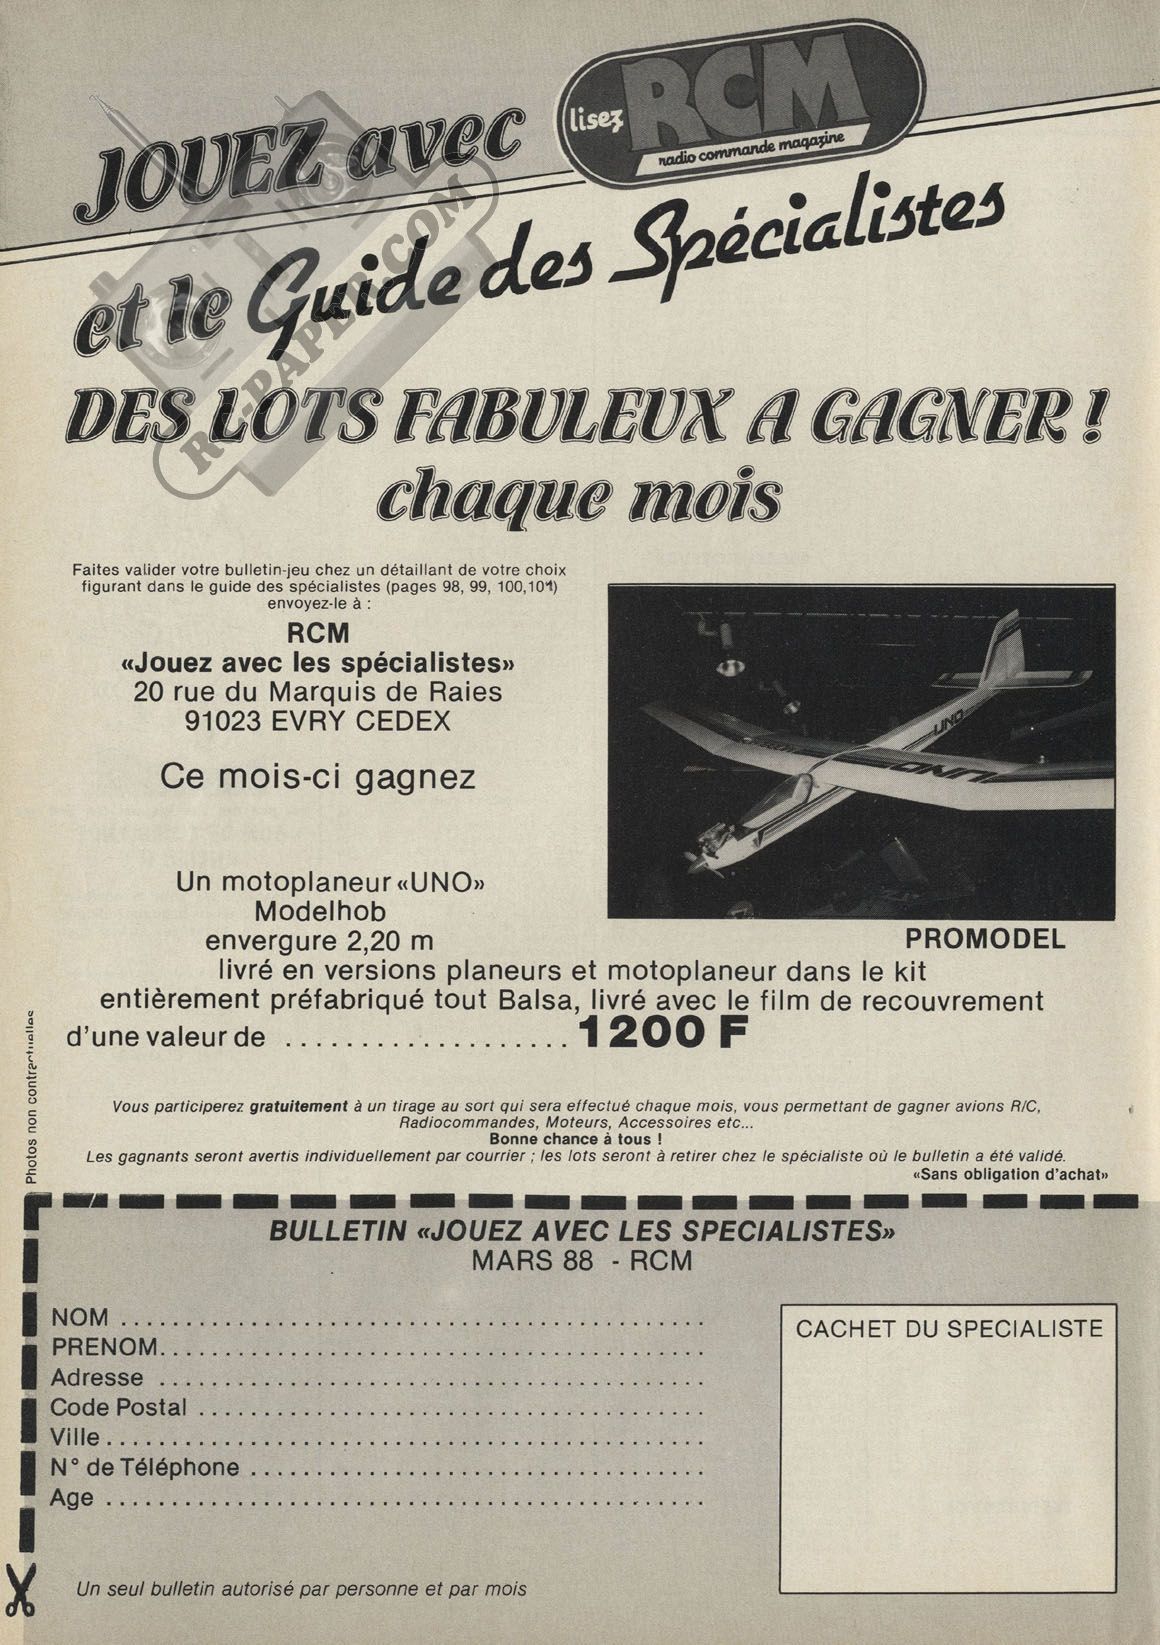 JOUEZ avec
lisez RCM
radio commande magazine
et le Guide des Spécialistes
RC-PAPER.COM
DES LOTS FABULEUX A GAGNER !
chaque mois
Faites valider votre bulletin-jeu chez un détaillant de votre choix
figurant dans le guide des spécialistes (pages 98, 99, 100,101)
envoyez-le à :
RCM
«Jouez avec les spécialistes»
20 rue du Marquis de Raies
91023 EVRY CEDEX
Ce mois-ci gagnez
UNO
UNO
Un motoplaneur «UNO»
Modelhob
envergure 2,20 m
PROMODEL
livré en versions planeurs et motoplaneur dans le kit
entièrement préfabriqué tout Balsa, livré avec le film de recouvrement
d'une valeur de ................... 1200 F
Photos non contractuelles
Vous participerez gratuitement à un tirage au sort qui sera effectué chaque mois, vous permettant de gagner avions R/C,
Radiocommandes, Moteurs, Accessoires etc...
Bonne chance à tous !
Les gagnants seront avertis individuellement par courrier ; les lots seront à retirer chez le spécialiste où le bulletin a été validé.
«Sans obligation d'achat»
BULLETIN «JOUEZ AVEC LES SPECIALISTES»
MARS 88 - RCM
NOM
PRENOM
Adresse
Code Postal
Ville
N° de Téléphone
Age
CACHET DU SPECIALISTE
Un seul bulletin autorisé par personne et par mois